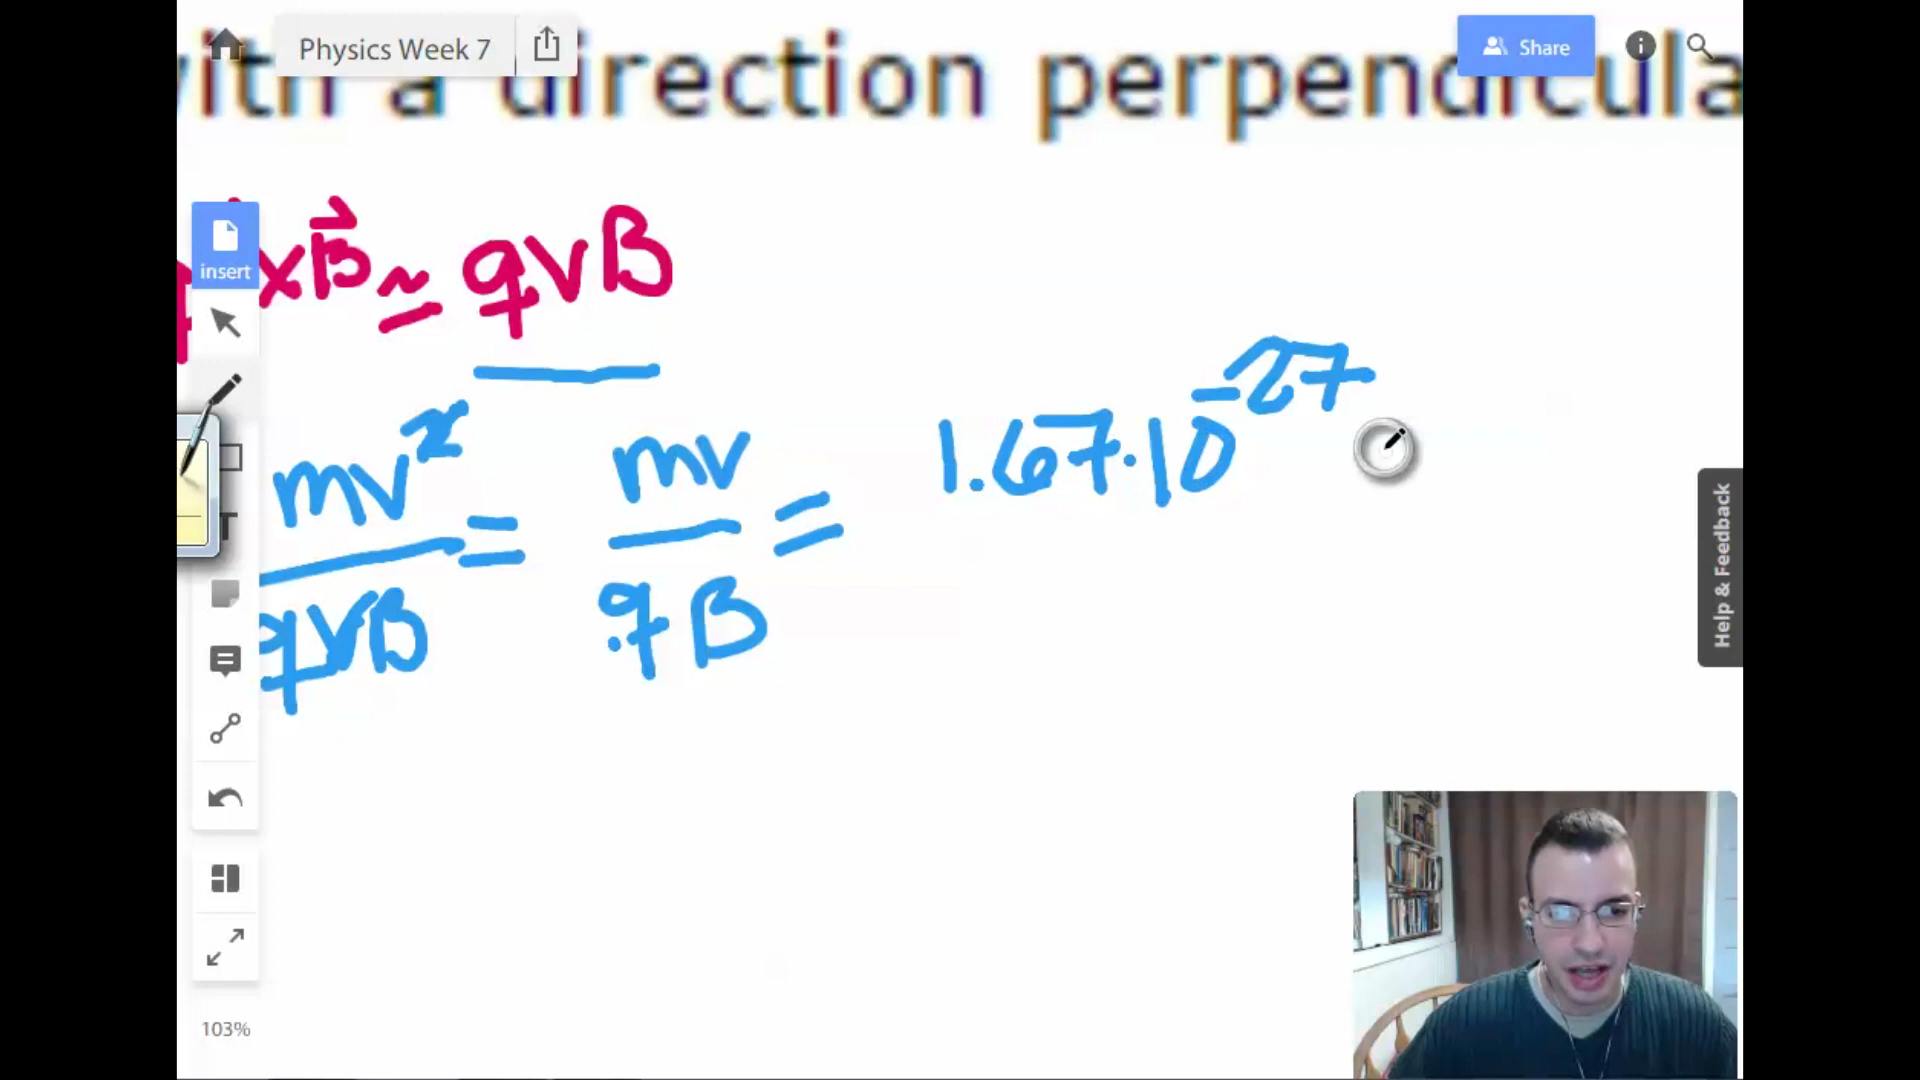 Physics Week 7
Share
with a direction perpendicula
insert
q x B⃗ ≃ qvB
mv² / qvB = mv / qB = 1.67·10⁻²⁷
Help & Feedback
103%